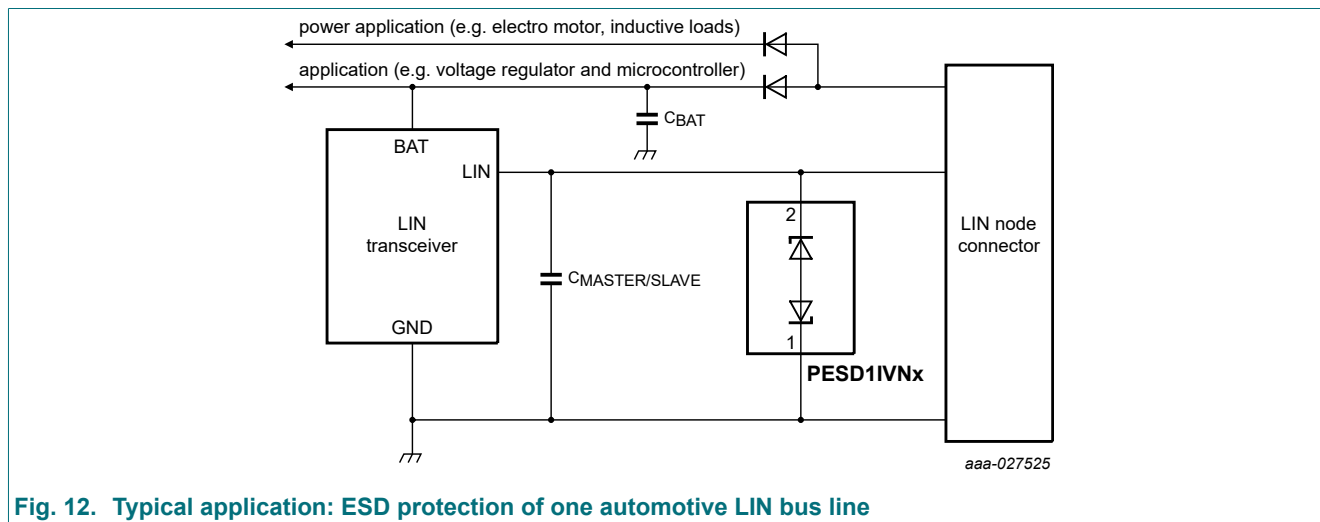 power application (e.g. electro motor, inductive loads)
application (e.g. voltage regulator and microcontroller)
CBAT
BAT
LIN
LIN
transceiver
GND
CMASTER/SLAVE
2
1
PESD1IVNx
LIN node
connector
aaa-027525
Fig. 12. Typical application: ESD protection of one automotive LIN bus line